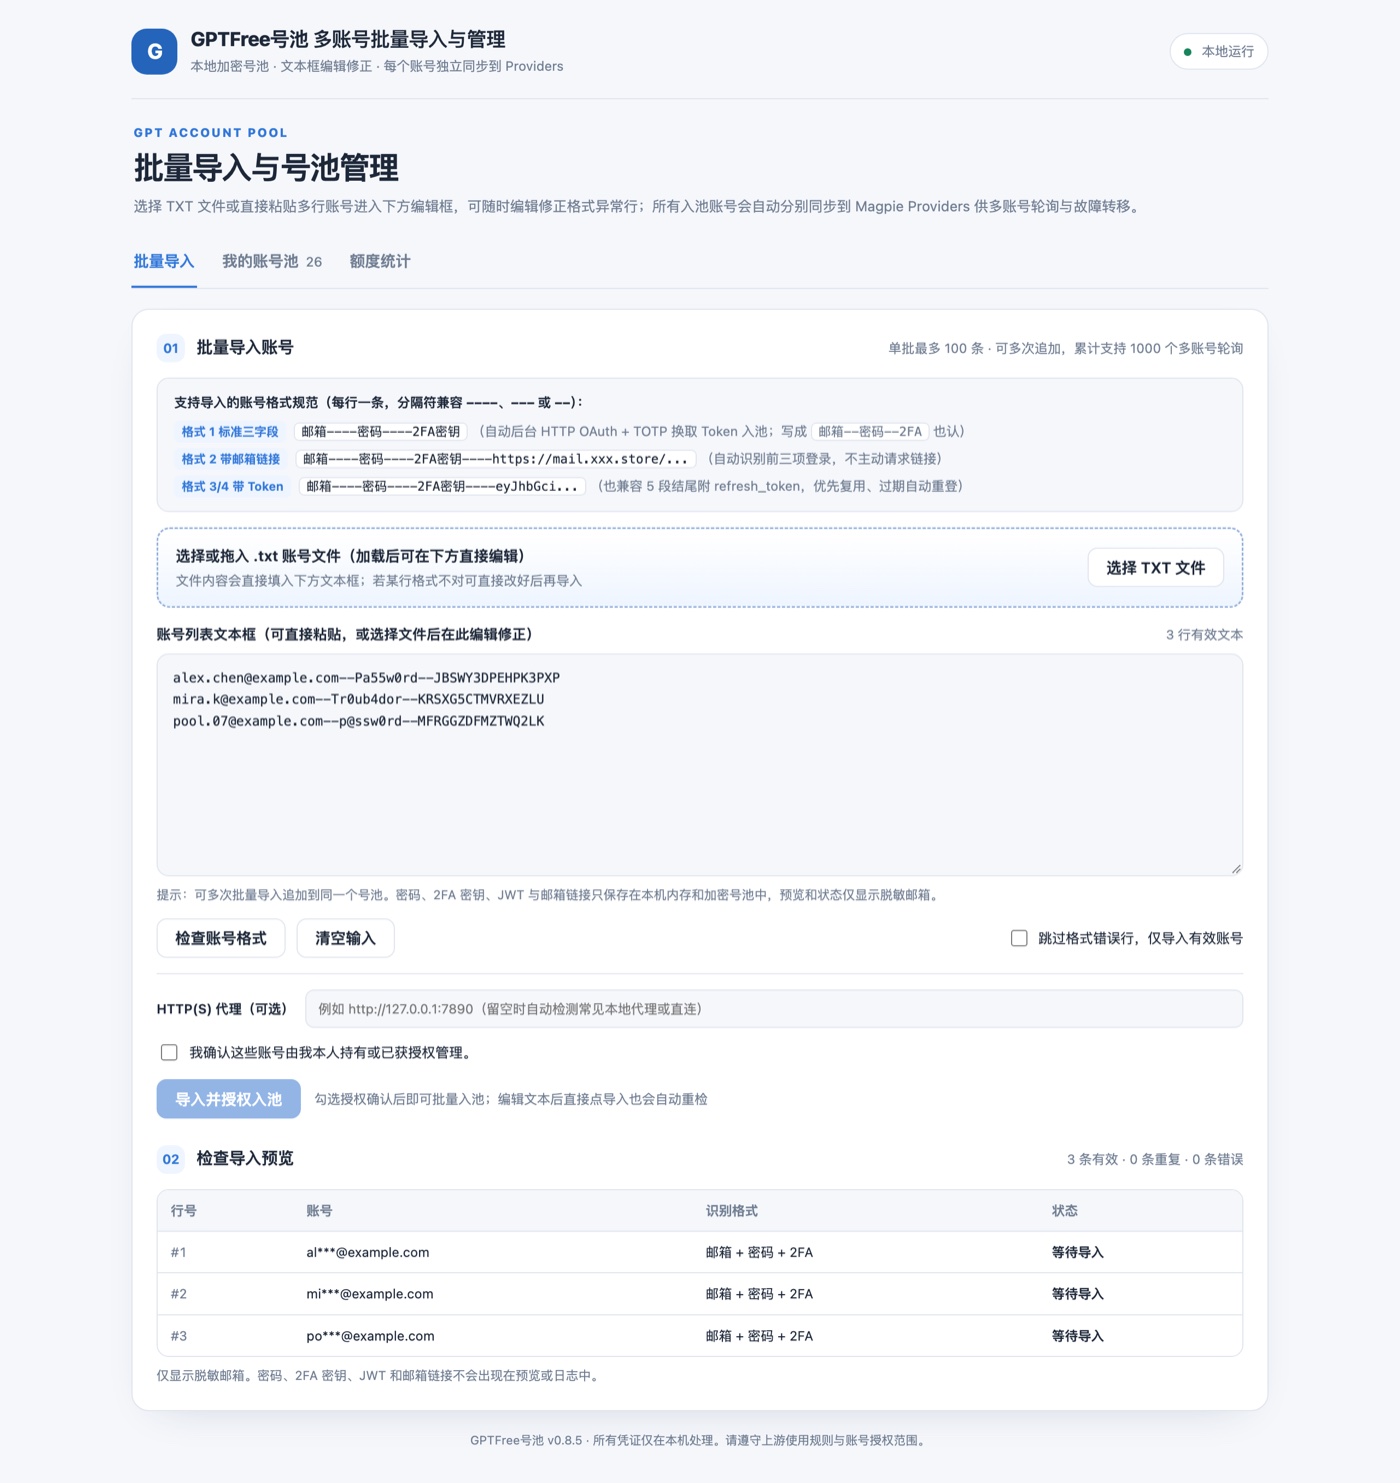 G
GPTFree号池 多账号批量导入与管理
本地加密号池 · 文本框编辑修正 · 每个账号独立同步到 Providers
本地运行
GPT ACCOUNT POOL
批量导入与号池管理
选择 TXT 文件或直接粘贴多行账号进入下方编辑框，可随时编辑修正格式异常行；所有入池账号会自动分别同步到 Magpie Providers 供多账号轮询与故障转移。
批量导入 我的账号池 26 额度统计
01 批量导入账号 单批最多 100 条 · 可多次追加，累计支持 1000 个多账号轮询
支持导入的账号格式规范（每行一条，分隔符兼容 ----、--- 或 --）：
格式 1 标准三字段 邮箱----密码----2FA密钥 （自动后台 HTTP OAuth + TOTP 换取 Token 入池；写成 邮箱--密码--2FA 也认）
格式 2 带邮箱链接 邮箱----密码----2FA密钥----https://mail.xxx.store/... （自动识别前三项登录，不主动请求链接）
格式 3/4 带 Token 邮箱----密码----2FA密钥----eyJhbGci... （也兼容 5 段结尾附 refresh_token，优先复用、过期自动重登）
选择或拖入 .txt 账号文件（加载后可在下方直接编辑）
文件内容会直接填入下方文本框；若某行格式不对可直接改好后再导入
选择 TXT 文件
账号列表文本框（可直接粘贴，或选择文件后在此编辑修正） 3 行有效文本
alex.chen@example.com--Pa55w0rd--JBSWY3DPEHPK3PXP
mira.k@example.com--Tr0ub4dor--KRSXG5CTMVRXEZLU
pool.07@example.com--p@ssw0rd--MFRGGZDFMZTWQ2LK
提示：可多次批量导入追加到同一个号池。密码、2FA 密钥、JWT 与邮箱链接只保存在本机内存和加密号池中，预览和状态仅显示脱敏邮箱。
检查账号格式 清空输入 跳过格式错误行，仅导入有效账号
HTTP(S) 代理（可选） 例如 http://127.0.0.1:7890（留空时自动检测常见本地代理或直连）
我确认这些账号由我本人持有或已获授权管理。
导入并授权入池 勾选授权确认后即可批量入池；编辑文本后直接点导入也会自动重检
02 检查导入预览 3 条有效 · 0 条重复 · 0 条错误
行号 账号 识别格式 状态
#1 al***@example.com 邮箱 + 密码 + 2FA 等待导入
#2 mi***@example.com 邮箱 + 密码 + 2FA 等待导入
#3 po***@example.com 邮箱 + 密码 + 2FA 等待导入
仅显示脱敏邮箱。密码、2FA 密钥、JWT 和邮箱链接不会出现在预览或日志中。
GPTFree号池 v0.8.5 · 所有凭证仅在本机处理。请遵守上游使用规则与账号授权范围。